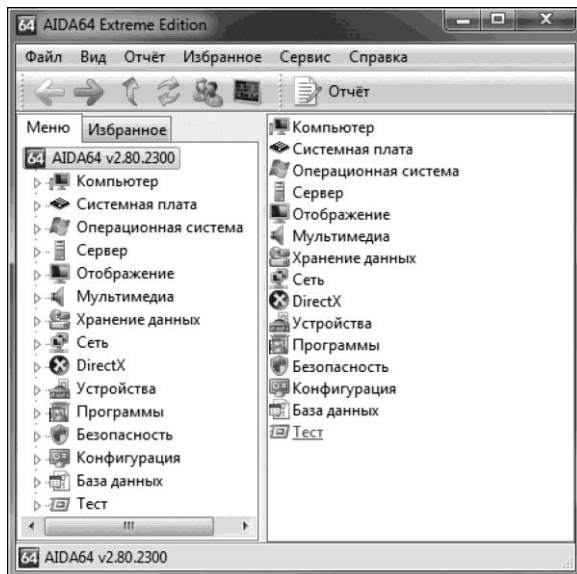 64 AIDA64 Extreme Edition
Файл Вид Отчёт Избранное Сервис Справка
Отчёт
Меню Избранное
64 AIDA64 v2.80.2300
Компьютер
Системная плата
Операционная система
Сервер
Отображение
Мультимедиа
Хранение данных
Сеть
DirectX
Устройства
Программы
Безопасность
Конфигурация
База данных
Тест
Компьютер
Системная плата
Операционная система
Сервер
Отображение
Мультимедиа
Хранение данных
Сеть
DirectX
Устройства
Программы
Безопасность
Конфигурация
База данных
Тест
64 AIDA64 v2.80.2300